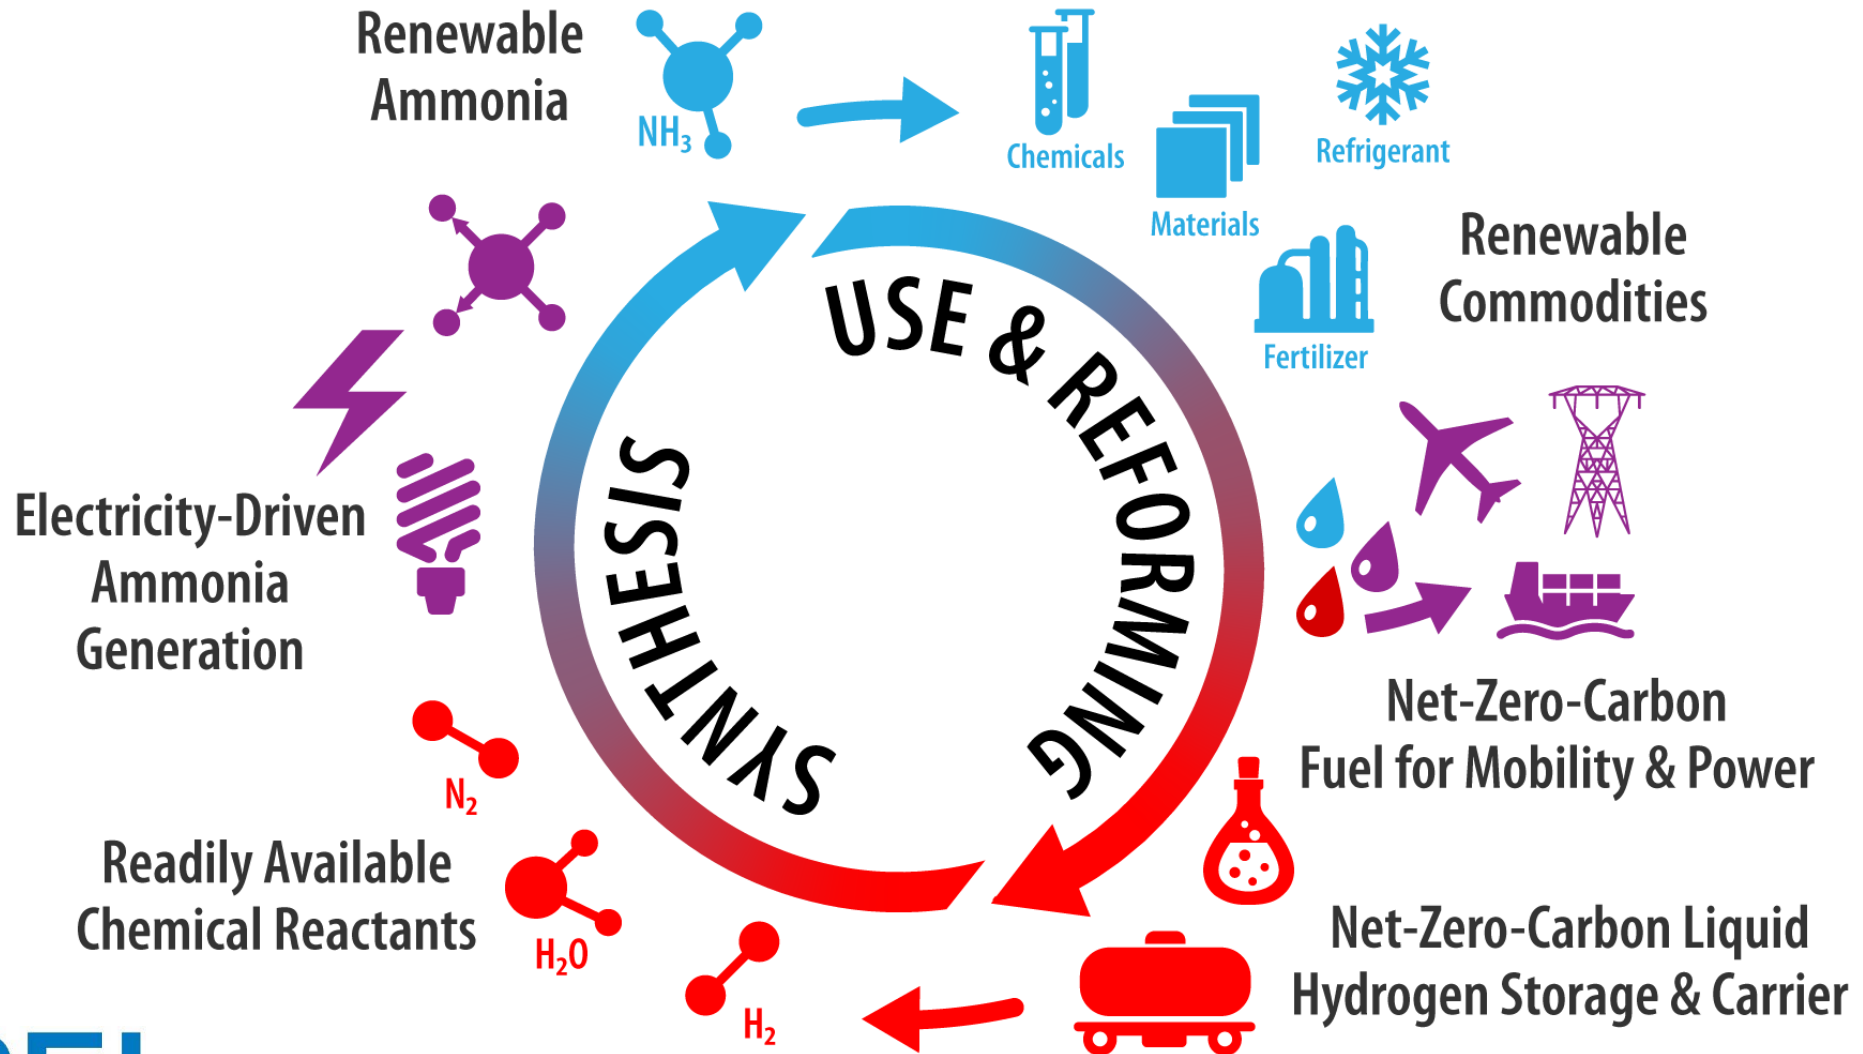 Renewable
Ammonia
NH₃
Chemicals
Materials
Refrigerant
Fertilizer
Renewable
Commodities
USE & REFORMING
SYNTHESIS
Electricity-Driven
Ammonia
Generation
Net-Zero-Carbon
Fuel for Mobility & Power
N₂
Readily Available
Chemical Reactants
H₂O
H₂
Net-Zero-Carbon Liquid
Hydrogen Storage & Carrier